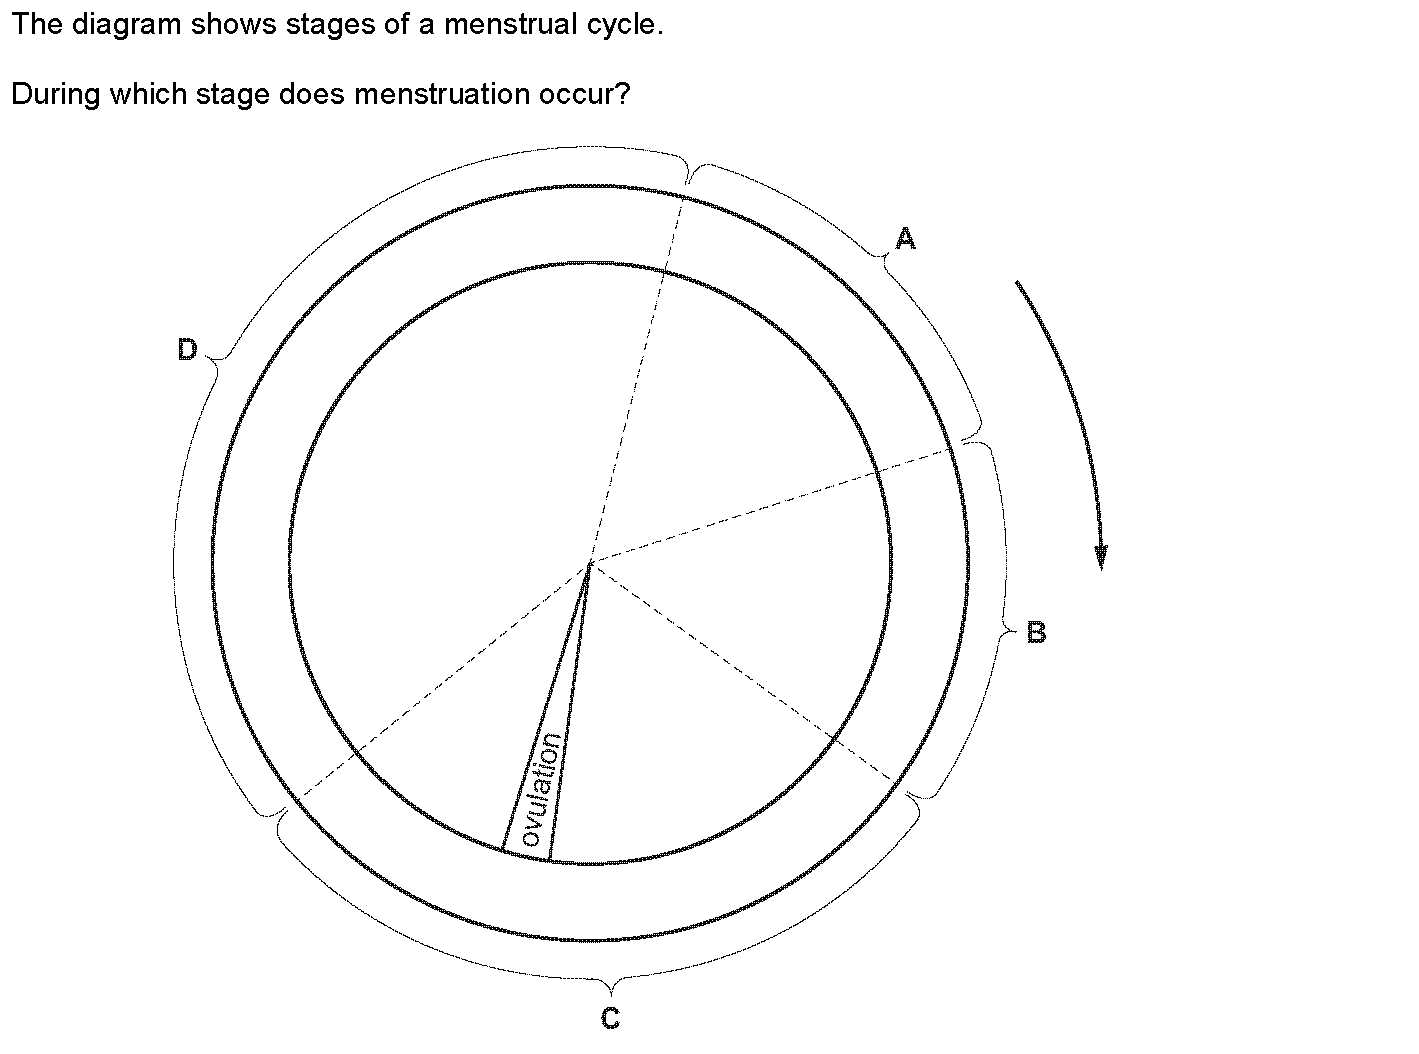 The diagram shows stages of a menstrual cycle.
During which stage does menstruation occur?
A
D
B
ovulation
C